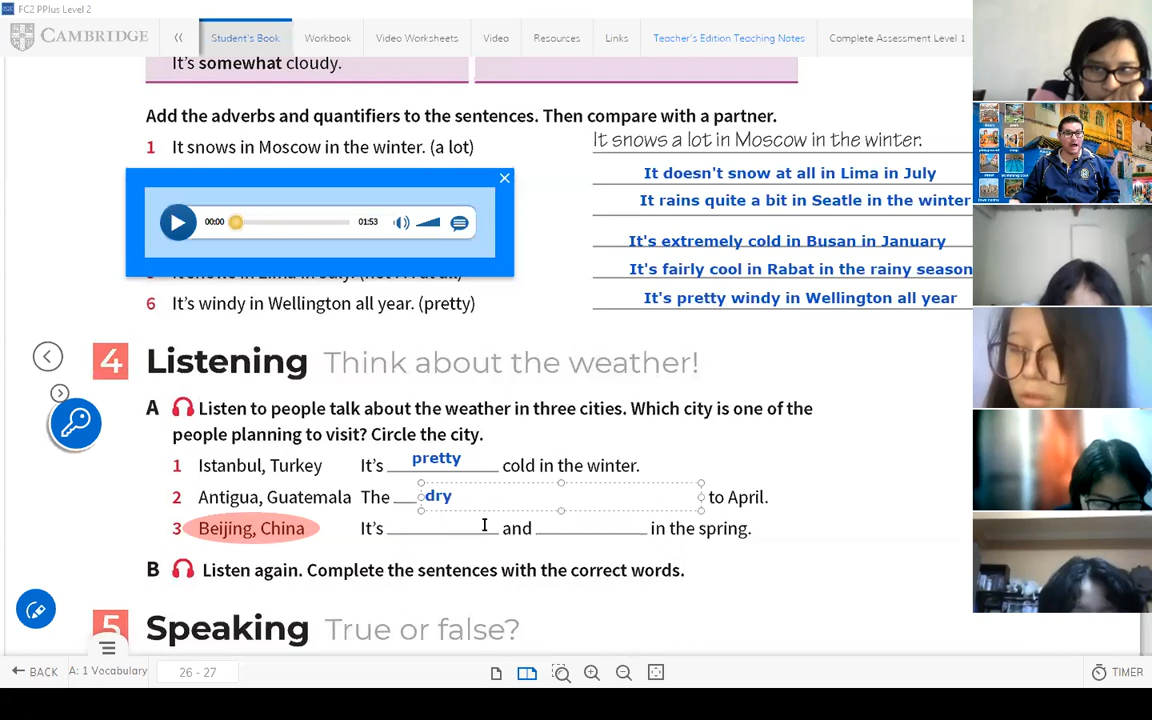 FC2 PPlus Level 2
CAMBRIDGE
Student's Book
Workbook
Video Worksheets
Video
Resources
Links
Teacher's Edition Teaching Notes
Complete Assessment Level 1
It's somewhat cloudy.
Add the adverbs and quantifiers to the sentences. Then compare with a partner.
1 It snows in Moscow in the winter. (a lot)
It snows a lot in Moscow in the winter.
It doesn't snow at all in Lima in July
It rains quite a bit in Seatle in the winter
00:00
01:53
It's extremely cold in Busan in January
It's fairly cool in Rabat in the rainy season
6 It's windy in Wellington all year. (pretty)
It's pretty windy in Wellington all year
4 Listening Think about the weather!
A Listen to people talk about the weather in three cities. Which city is one of the
people planning to visit? Circle the city.
1 Istanbul, Turkey It's pretty cold in the winter.
2 Antigua, Guatemala The dry to April.
3 Beijing, China It's and in the spring.
B Listen again. Complete the sentences with the correct words.
5 Speaking True or false?
BACK
A: 1 Vocabulary
26 - 27
TIMER